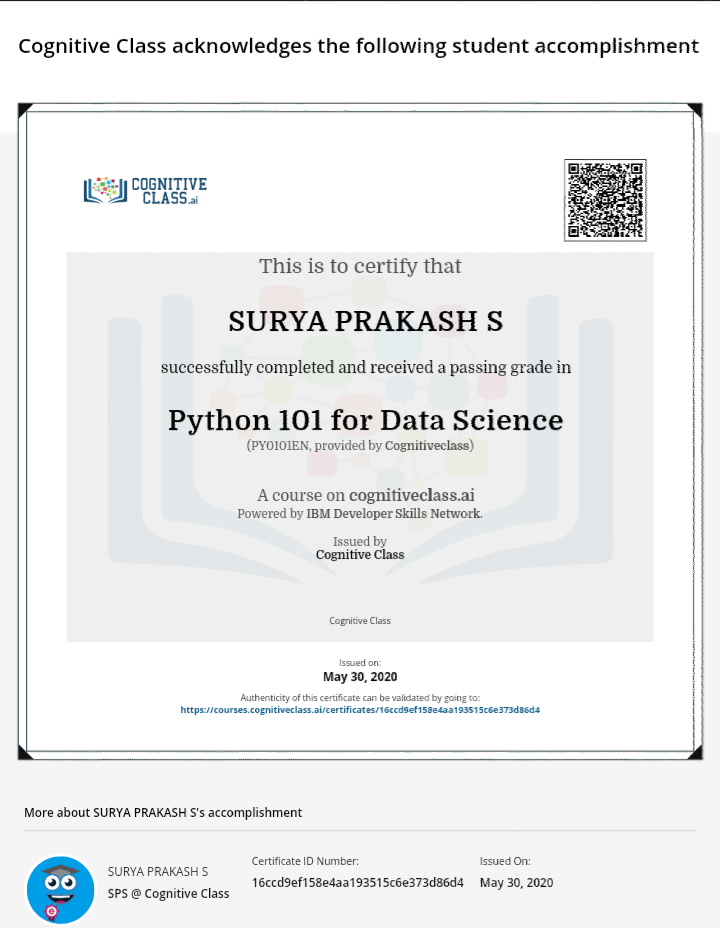 Cognitive Class acknowledges the following student accomplishment
COGNITIVE
CLASS.ai
This is to certify that
SURYA PRAKASH S
successfully completed and received a passing grade in
Python 101 for Data Science
(PY0101EN, provided by Cognitiveclass)
A course on cognitiveclass.ai
Powered by IBM Developer Skills Network.
Issued by
Cognitive Class
Cognitive Class
Issued on:
May 30, 2020
Authenticity of this certificate can be validated by going to:
https://courses.cognitiveclass.ai/certificates/16ccd9ef158e4aa193515c6e373d86d4
More about SURYA PRAKASH S's accomplishment
SURYA PRAKASH S
SPS @ Cognitive Class
Certificate ID Number:
16ccd9ef158e4aa193515c6e373d86d4
Issued On:
May 30, 2020